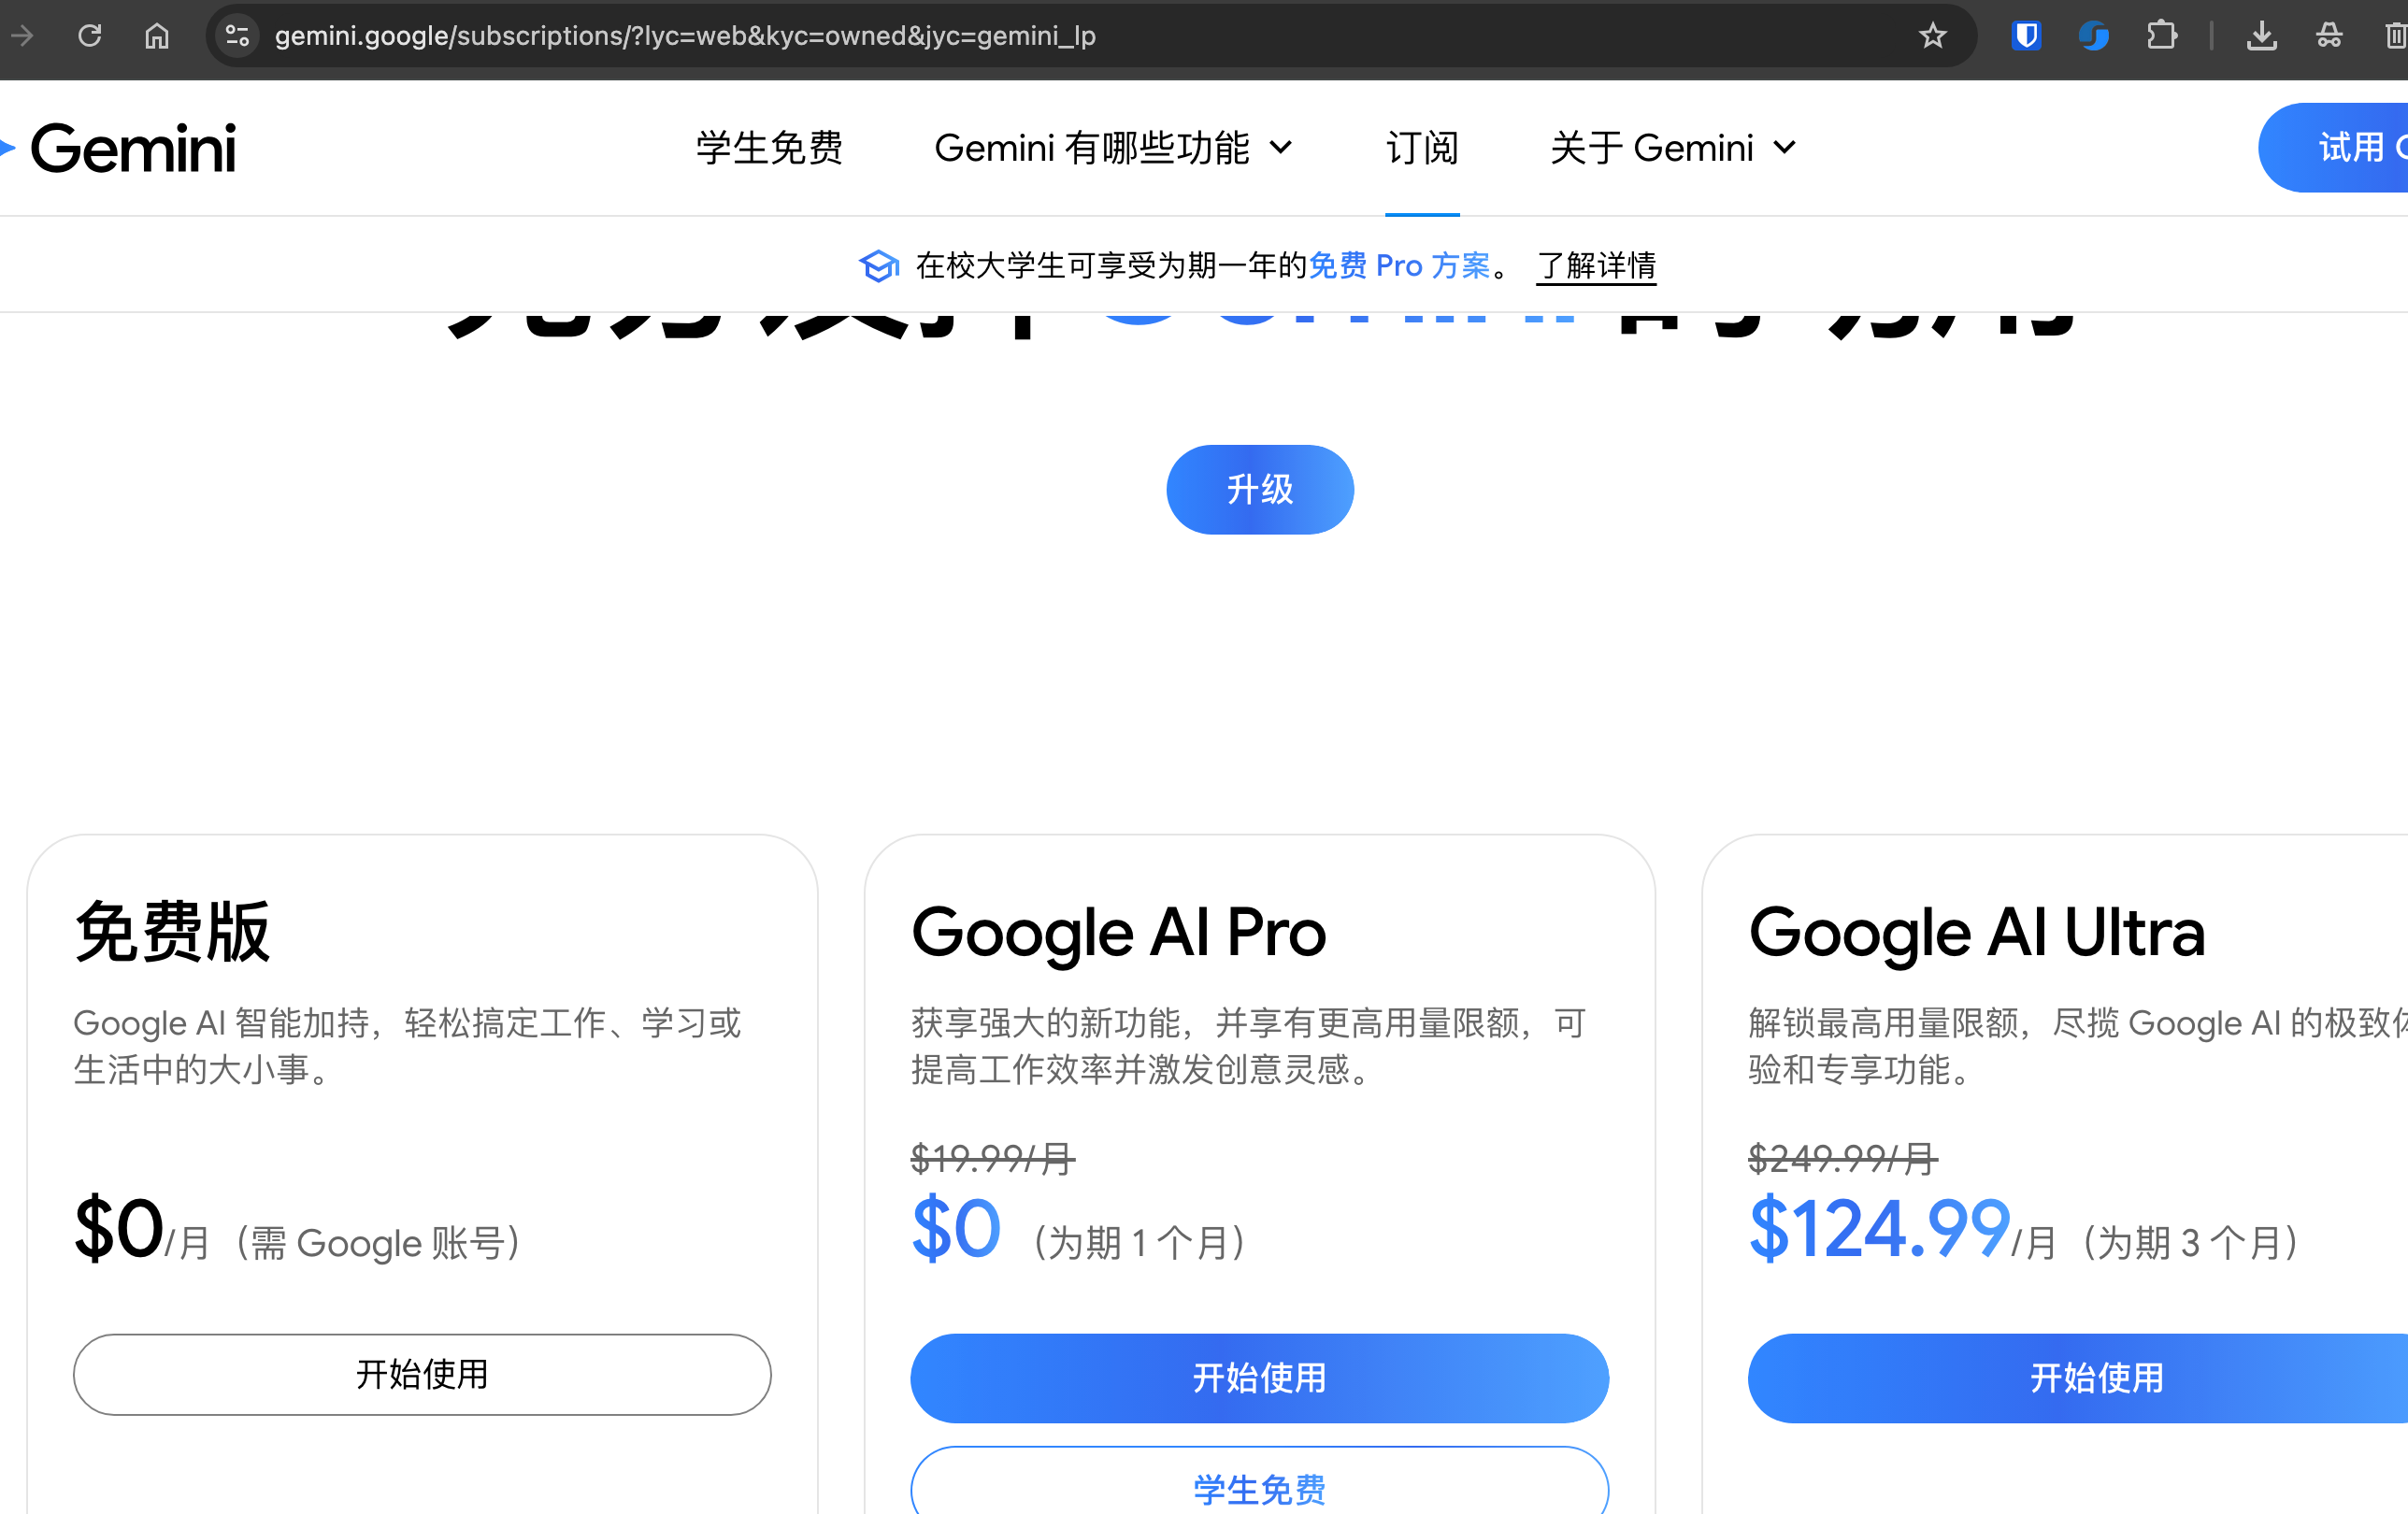 gemini.google/subscriptions/?lyc=web&kyc=owned&jyc=gemini_lp
Gemini
学生免费
Gemini 有哪些功能
订阅
关于 Gemini
试用
在校大学生可享受为期一年的免费 Pro 方案。 了解详情
升级
免费版
Google AI 智能加持，轻松搞定工作、学习或
生活中的大小事。
$0/月（需 Google 账号）
开始使用
Google AI Pro
获享强大的新功能，并享有更高用量限额，可
提高工作效率并激发创意灵感。
$19.99/月
$0 （为期 1 个月）
开始使用
学生免费
Google AI Ultra
解锁最高用量限额，尽揽 Google AI 的极致体
验和专享功能。
$249.99/月
$124.99/月（为期 3 个月）
开始使用